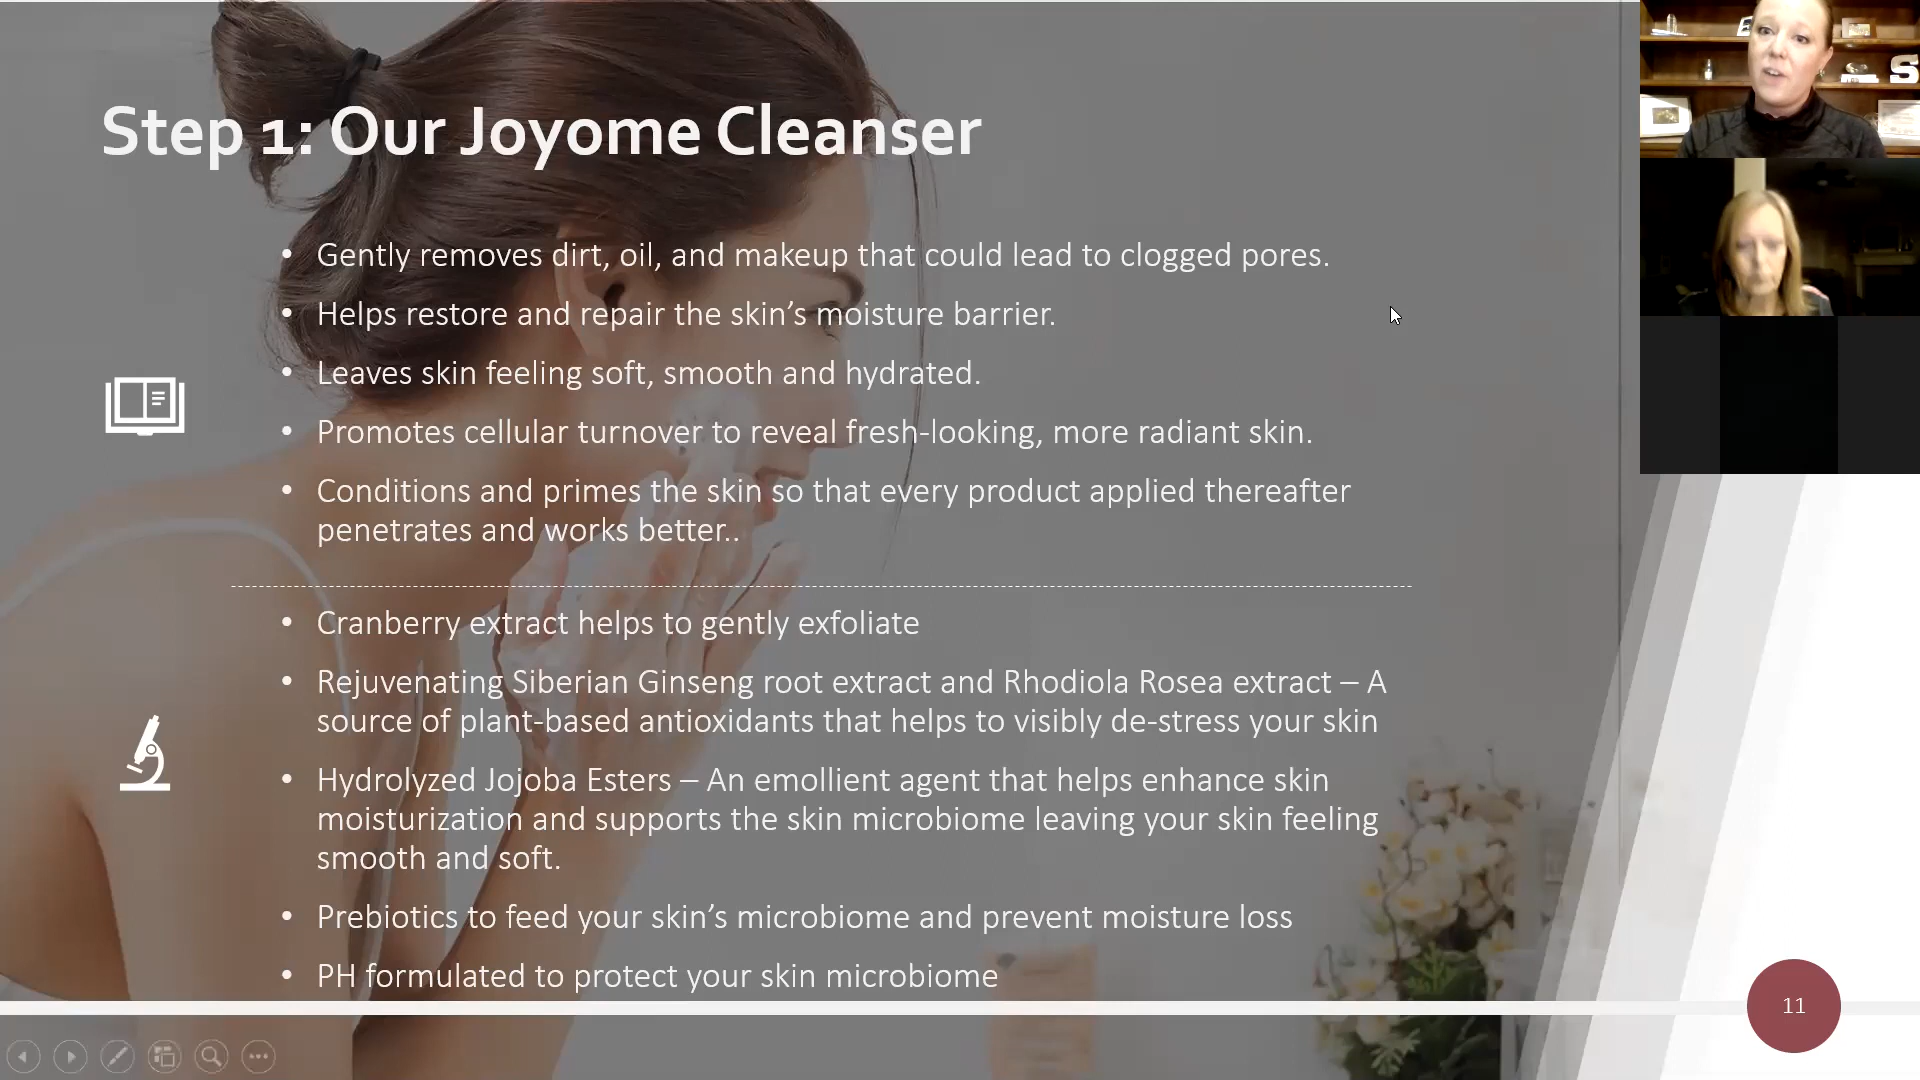 Step 1: Our Joyome Cleanser
• Gently removes dirt, oil, and makeup that could lead to clogged pores.
• Helps restore and repair the skin’s moisture barrier.
• Leaves skin feeling soft, smooth and hydrated.
• Promotes cellular turnover to reveal fresh-looking, more radiant skin.
• Conditions and primes the skin so that every product applied thereafter
penetrates and works better..
• Cranberry extract helps to gently exfoliate
• Rejuvenating Siberian Ginseng root extract and Rhodiola Rosea extract – A
source of plant-based antioxidants that helps to visibly de-stress your skin
• Hydrolyzed Jojoba Esters – An emollient agent that helps enhance skin
moisturization and supports the skin microbiome leaving your skin feeling
smooth and soft.
• Prebiotics to feed your skin’s microbiome and prevent moisture loss
• PH formulated to protect your skin microbiome
11
S